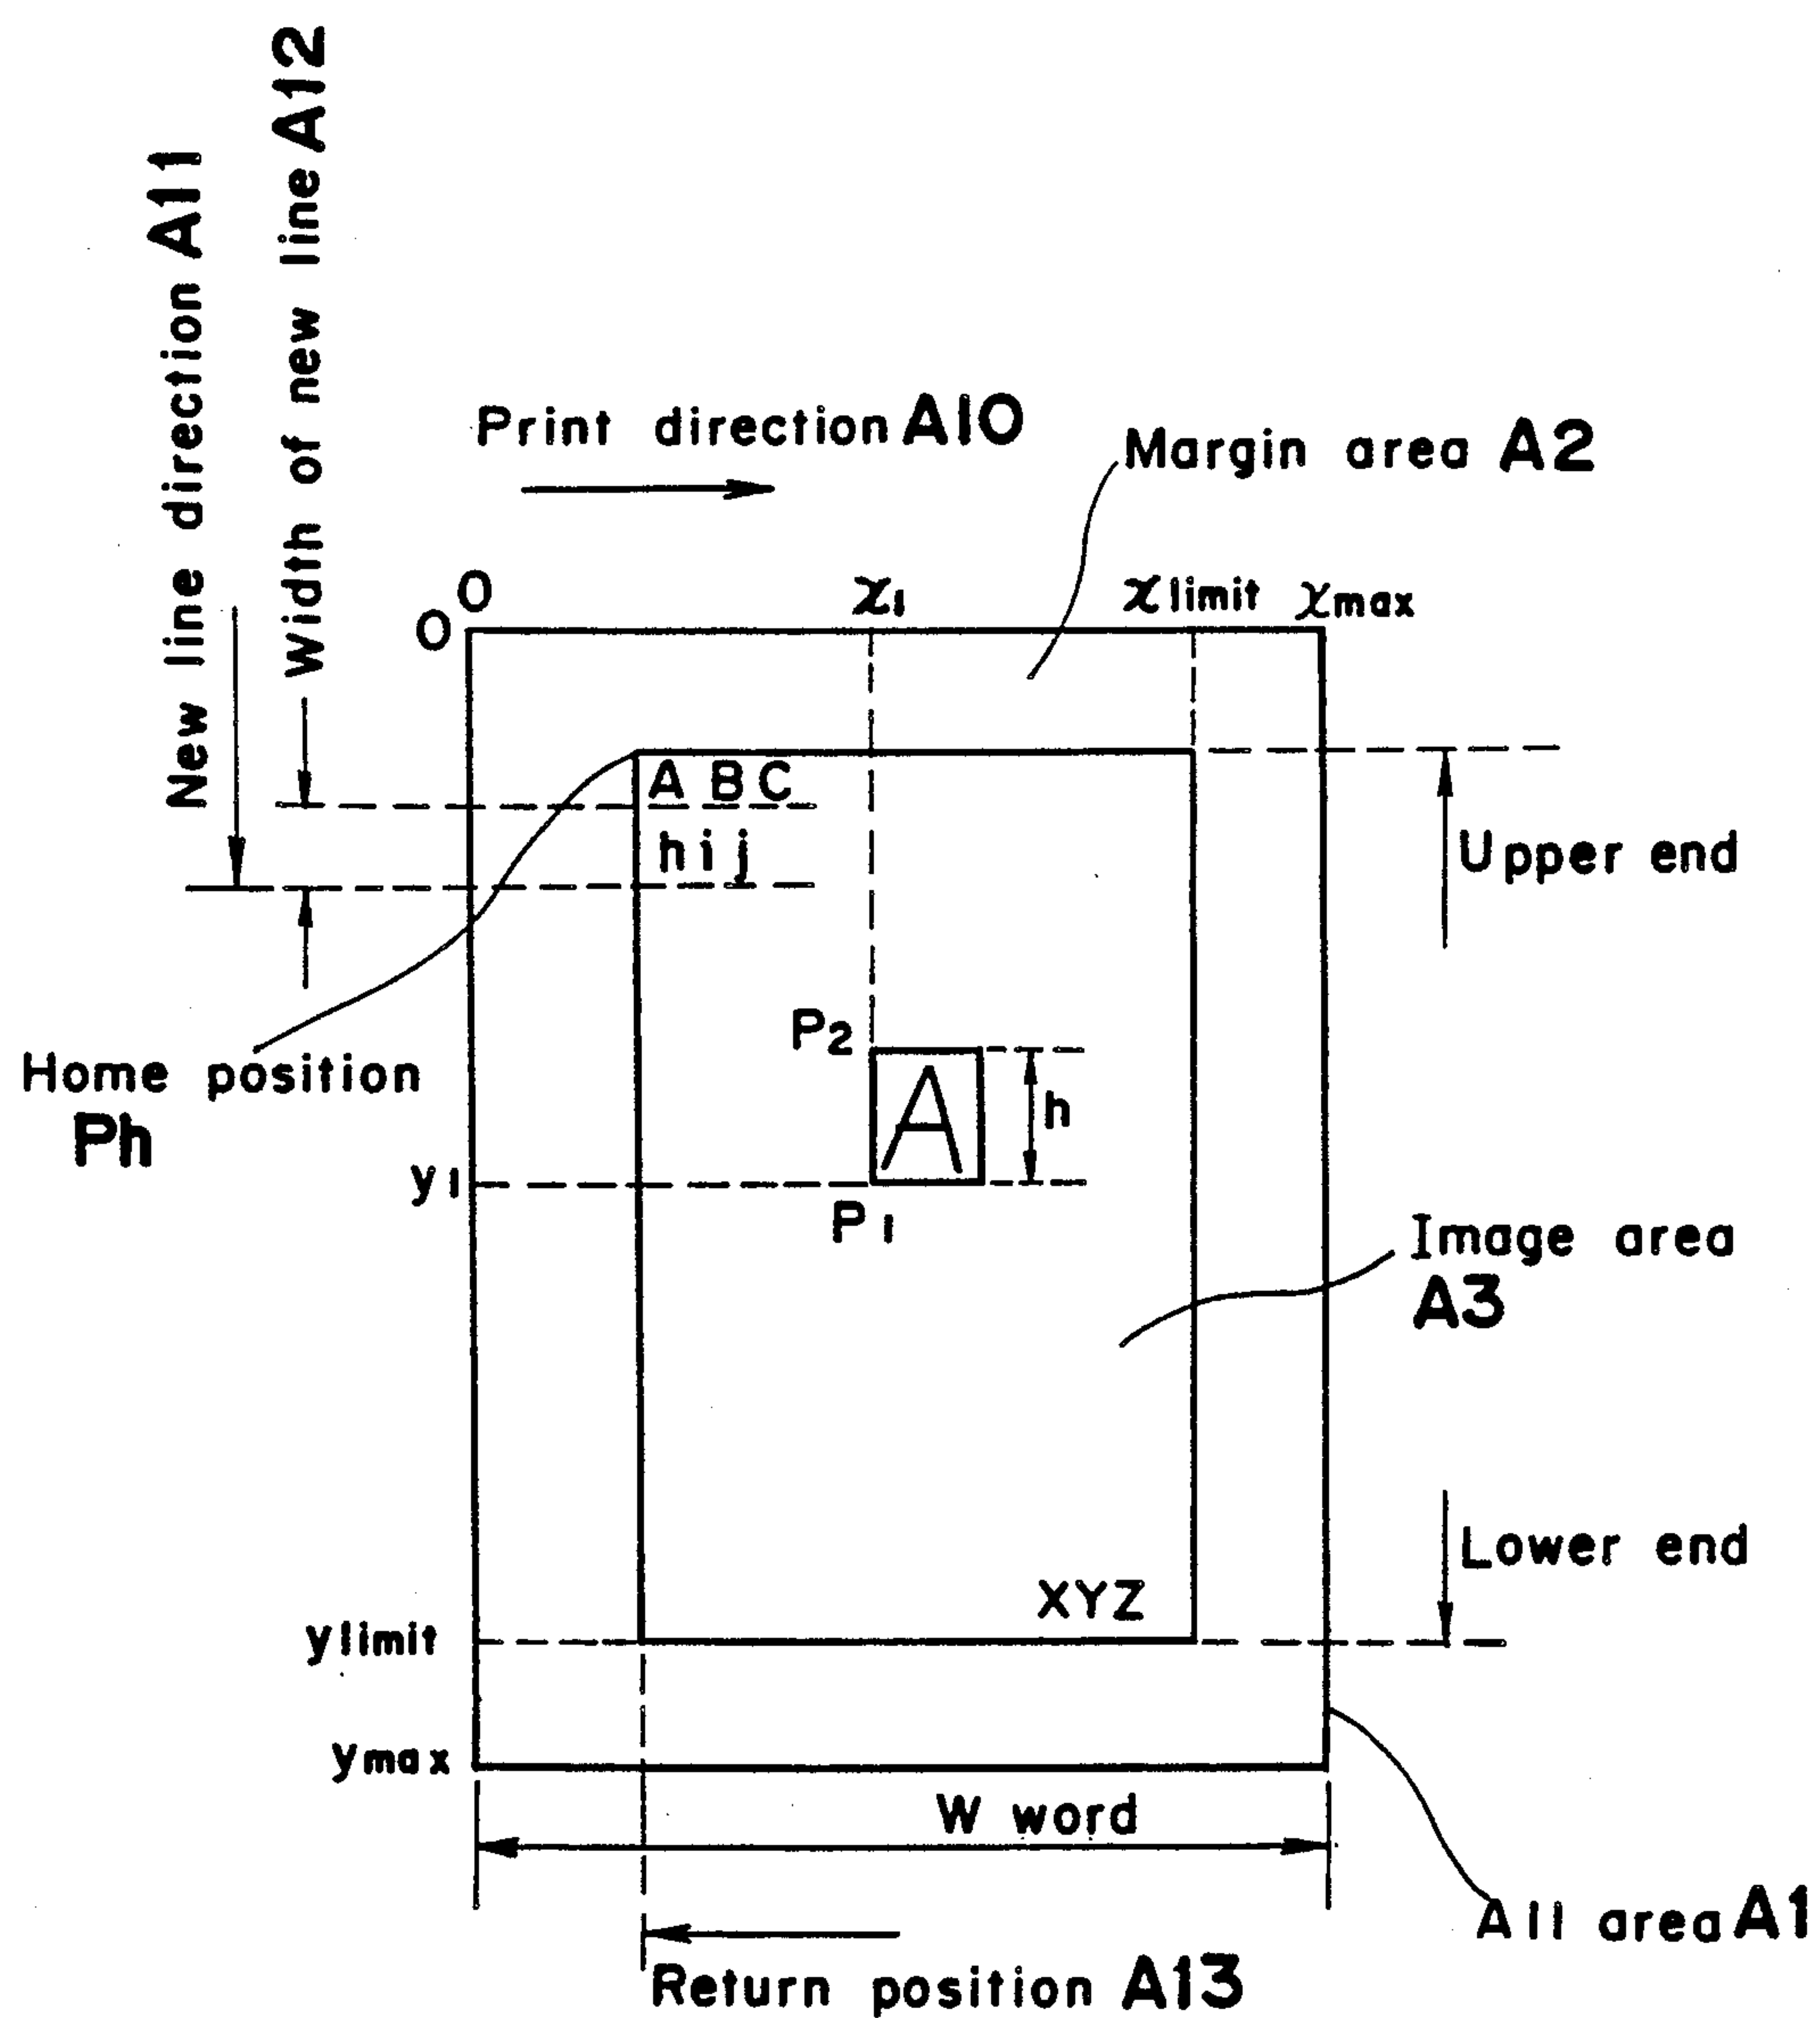 New line direction A11
Width of new line A12
Print direction A10
Margin area A2
0
0
x1
xlimit
xmax
A B C
hij
Upper end
P2
A
h
Home position
Ph
y1
P1
Image area
A3
Lower end
XYZ
ylimit
ymax
W word
All area A1
Return position A13